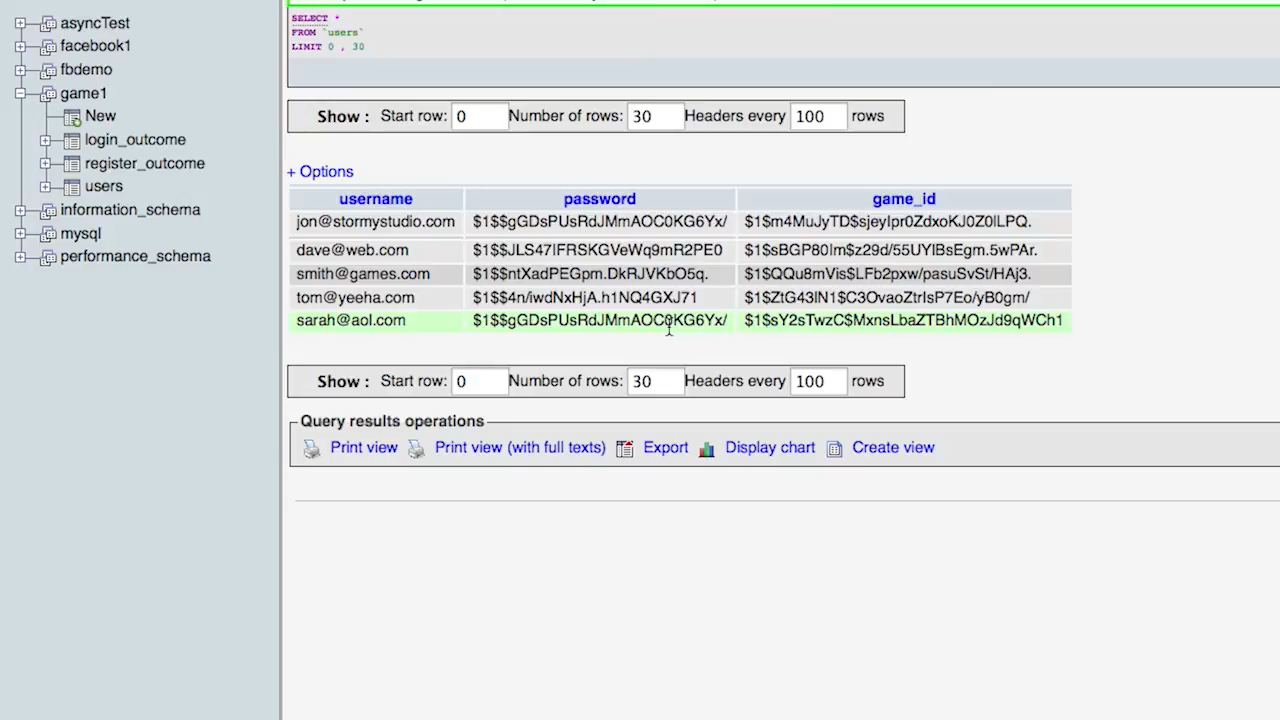 asyncTest
facebook1
fbdemo
game1
New
login_outcome
register_outcome
users
information_schema
mysql
performance_schema
SELECT *
FROM `users`
LIMIT 0 , 30
Show : Start row: 0 Number of rows: 30 Headers every 100 rows
+ Options
username password game_id
jon@stormystudio.com $1$$gGDsPUsRdJMmAOC0KG6Yx/ $1$m4MuJyTD$sjeyIpr0ZdxoKJ0Z0lLPQ.
dave@web.com $1$$JLS47lFRSKGVeWq9mR2PE0 $1$sBGP80lm$z29d/55UYlBsEgm.5wPAr.
smith@games.com $1$$ntXadPEGpm.DkRJVKbO5q. $1$QQu8mVis$LFb2pxw/pasuSvSt/HAj3.
tom@yeeha.com $1$$4n/iwdNxHjA.h1NQ4GXJ71 $1$ZtG43lN1$C3OvaoZtrIsP7Eo/yB0gm/
sarah@aol.com $1$$gGDsPUsRdJMmAOC0KG6Yx/ $1$sY2sTwzC$MxnsLbaZTBhMOzJd9qWCh1
Show : Start row: 0 Number of rows: 30 Headers every 100 rows
Query results operations
Print view Print view (with full texts) Export Display chart Create view